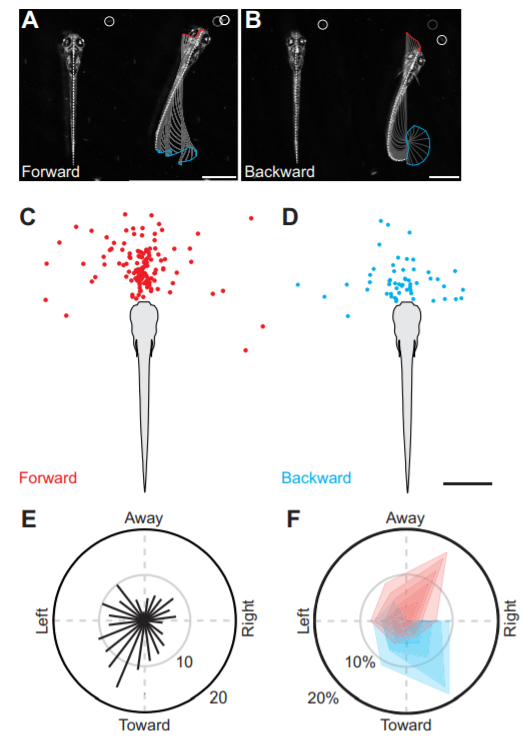 A
B
Forward
Backward
C
D
Forward
Backward
E
Away
F
Away
Left
Right
Left
Right
10
10%
20
20%
Toward
Toward